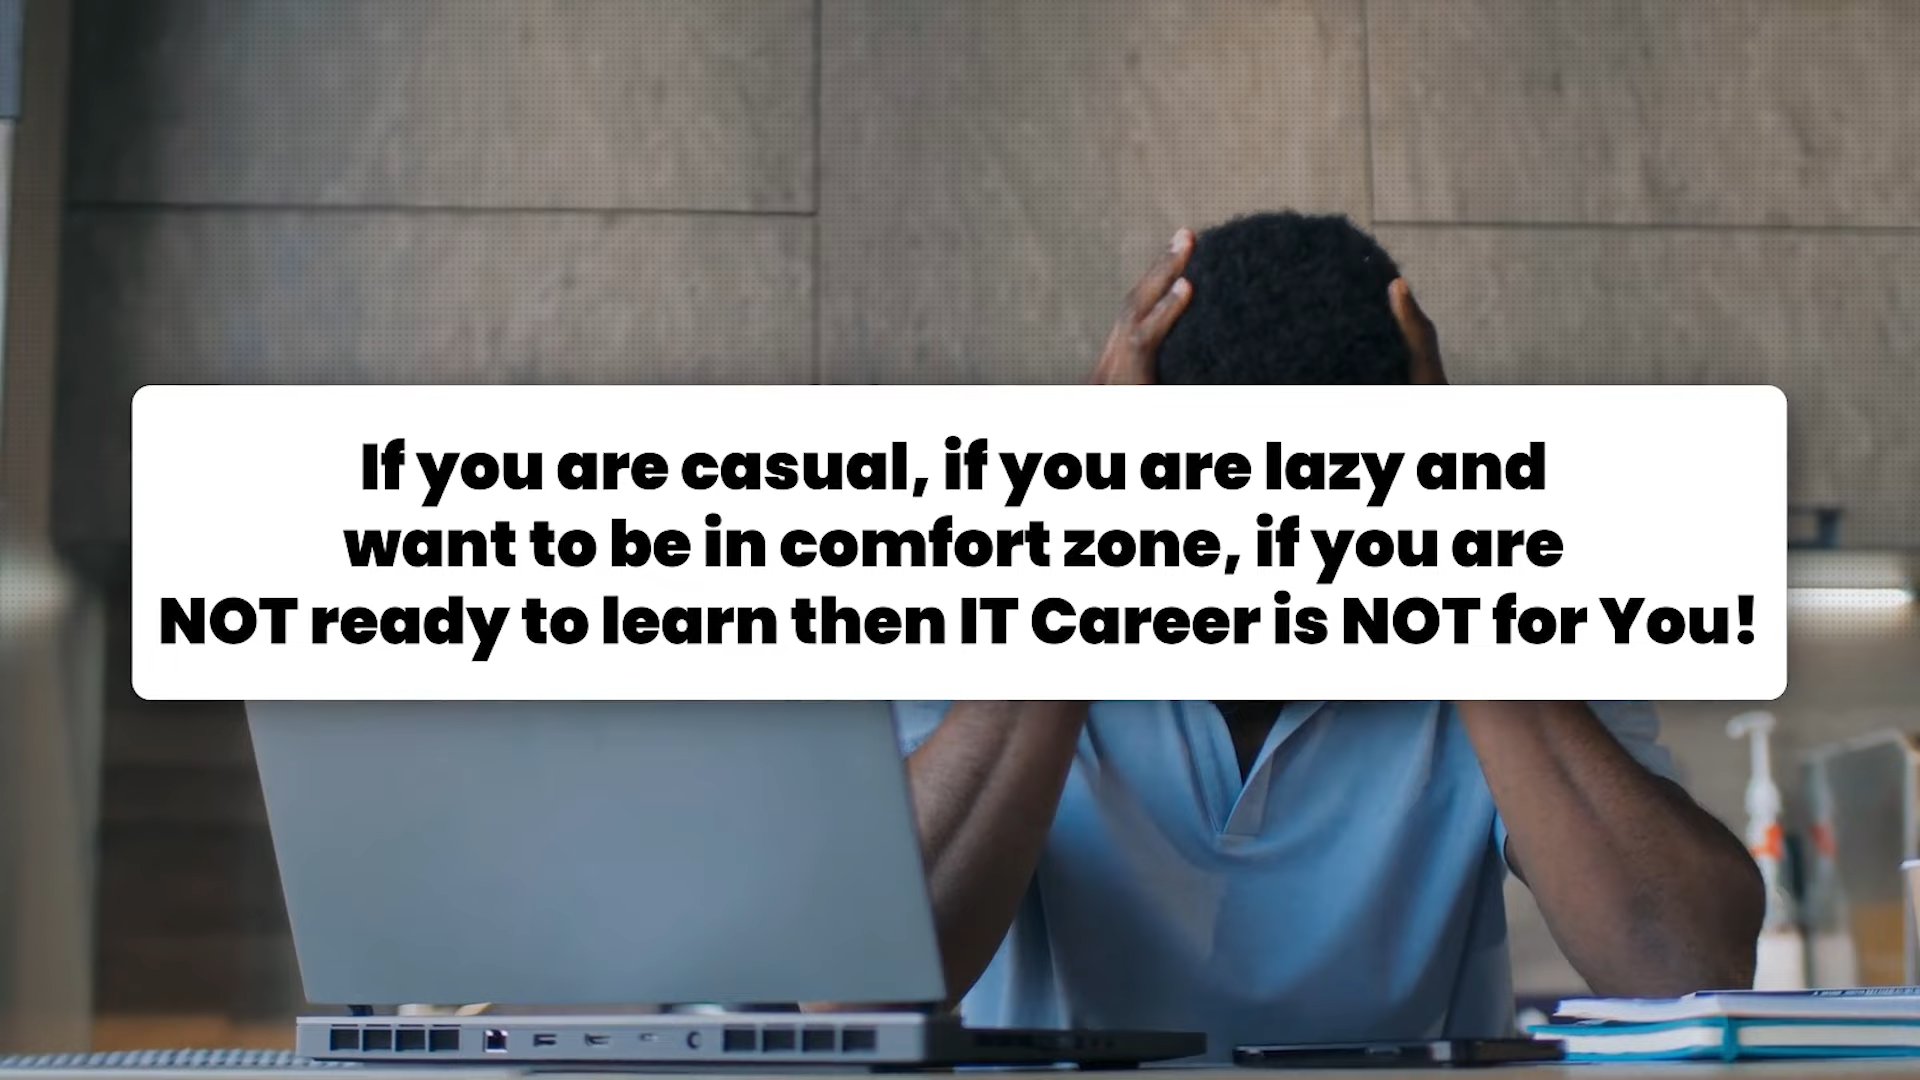 If you are casual, if you are lazy and
want to be in comfort zone, if you are
NOT ready to learn then IT Career is NOT for You!